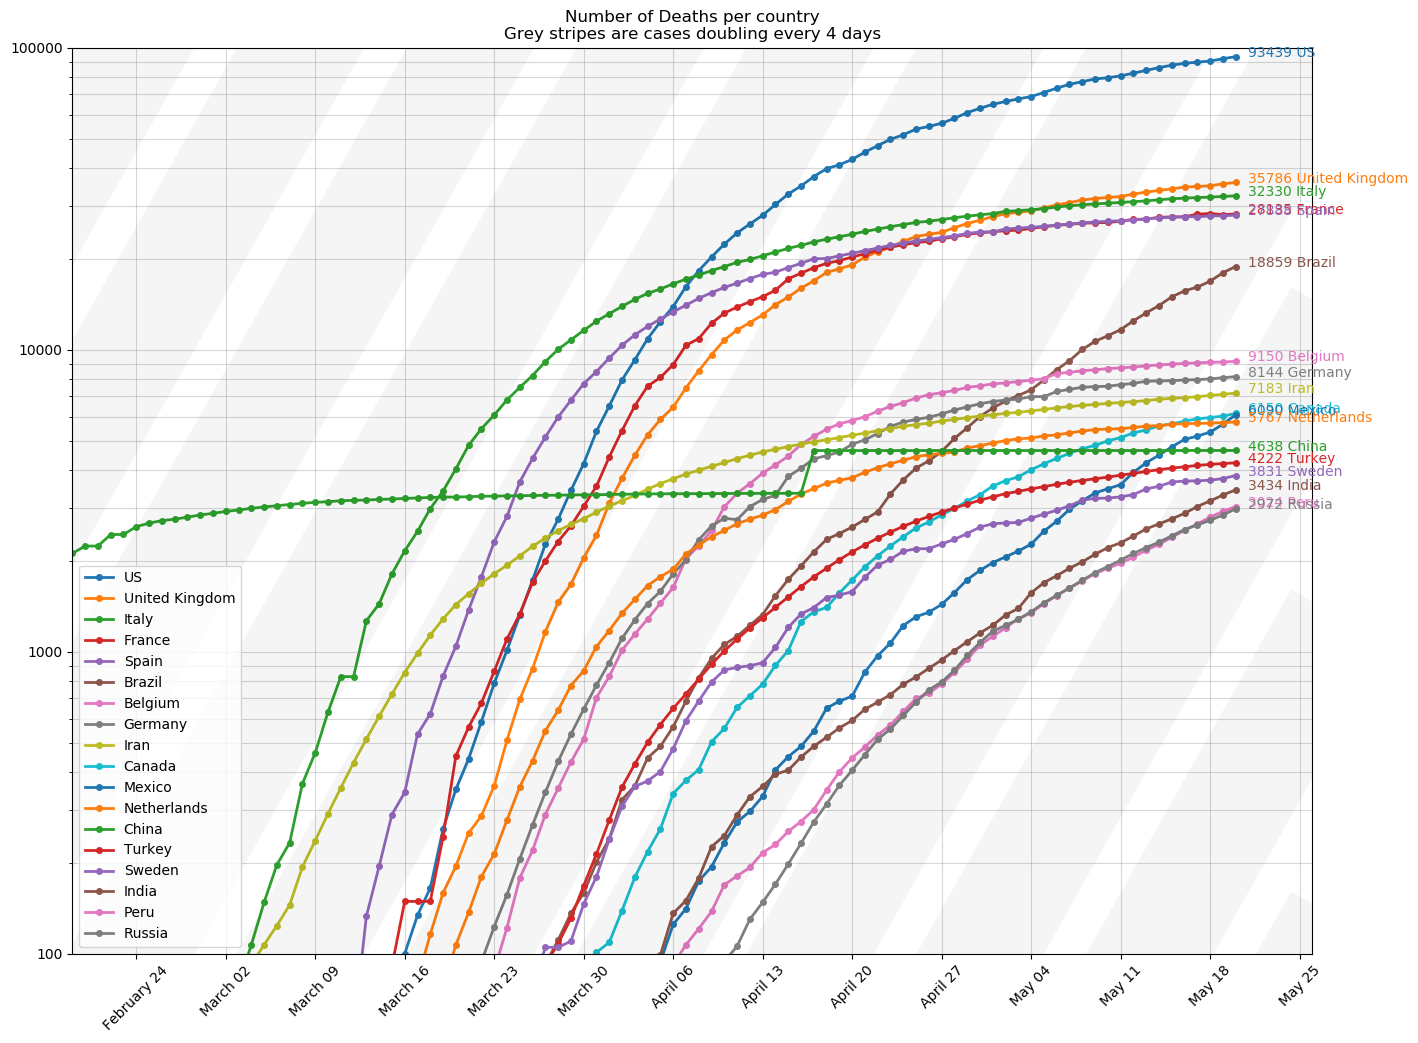 Number of Deaths per country
Grey stripes are cases doubling every 4 days
100000
10000
1000
100
93439 US
35786 United Kingdom
32330 Italy
France
Spain
18859 Brazil
9150 Belgium
8144 Germany
7183 Iran
Canada
6090 Mexico
5767 Netherlands
4638 China
4222 Turkey
3831 Sweden
3434 India
Peru
2972 Russia
US
United Kingdom
Italy
France
Spain
Brazil
Belgium
Germany
Iran
Canada
Mexico
Netherlands
China
Turkey
Sweden
India
Peru
Russia
February 24
March 02
March 09
March 16
March 23
March 30
April 06
April 13
April 20
April 27
May 04
May 11
May 18
May 25